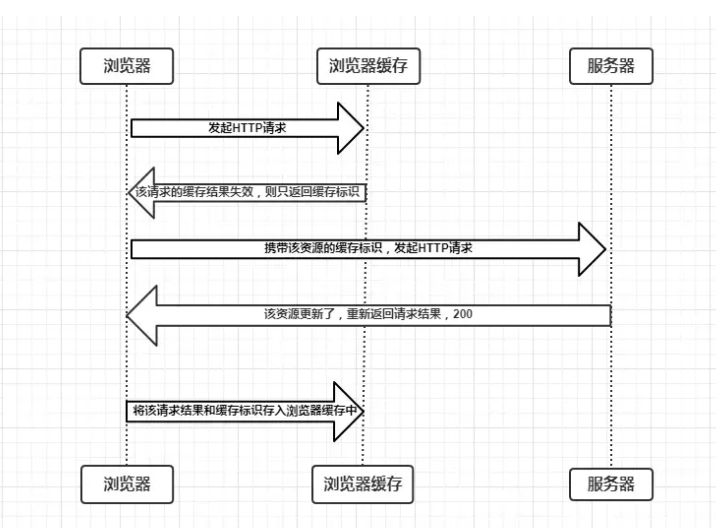 浏览器
浏览器缓存
服务器
发起HTTP请求
该请求的缓存结果失效，则只返回缓存标识
携带该资源的缓存标识，发起HTTP请求
该资源更新了，重新返回请求结果，200
将该请求结果和缓存标识存入浏览器缓存中
浏览器
浏览器缓存
服务器